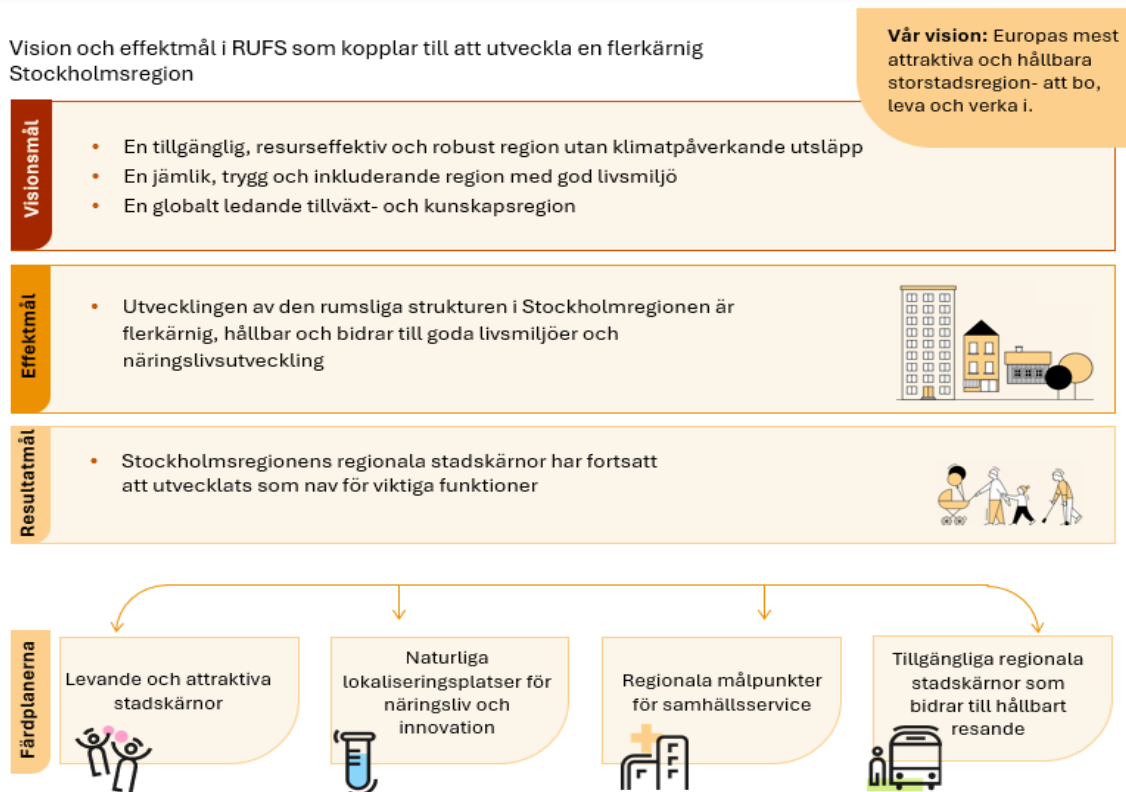 Vision och effektmål i RUFS som kopplar till att utveckla en flerkärnig
Stockholmsregion
Vår vision: Europas mest
attraktiva och hållbara
storstadsregion- att bo,
leva och verka i.
Visionsmål
• En tillgänglig, resurseffektiv och robust region utan klimatpåverkande utsläpp
• En jämlik, trygg och inkluderande region med god livsmiljö
• En globalt ledande tillväxt- och kunskapsregion
Effektmål
• Utvecklingen av den rumsliga strukturen i Stockholmregionen är
flerkärnig, hållbar och bidrar till goda livsmiljöer och
näringslivsutveckling
Resultatmål
• Stockholmsregionens regionala stadskärnor har fortsatt
att utvecklats som nav för viktiga funktioner
Färdplanerna
Levande och attraktiva
stadskärnor
Naturliga
lokaliseringsplatser för
näringsliv och
innovation
Regionala målpunkter
för samhällsservice
Tillgängliga regionala
stadskärnor som
bidrar till hållbart
resande